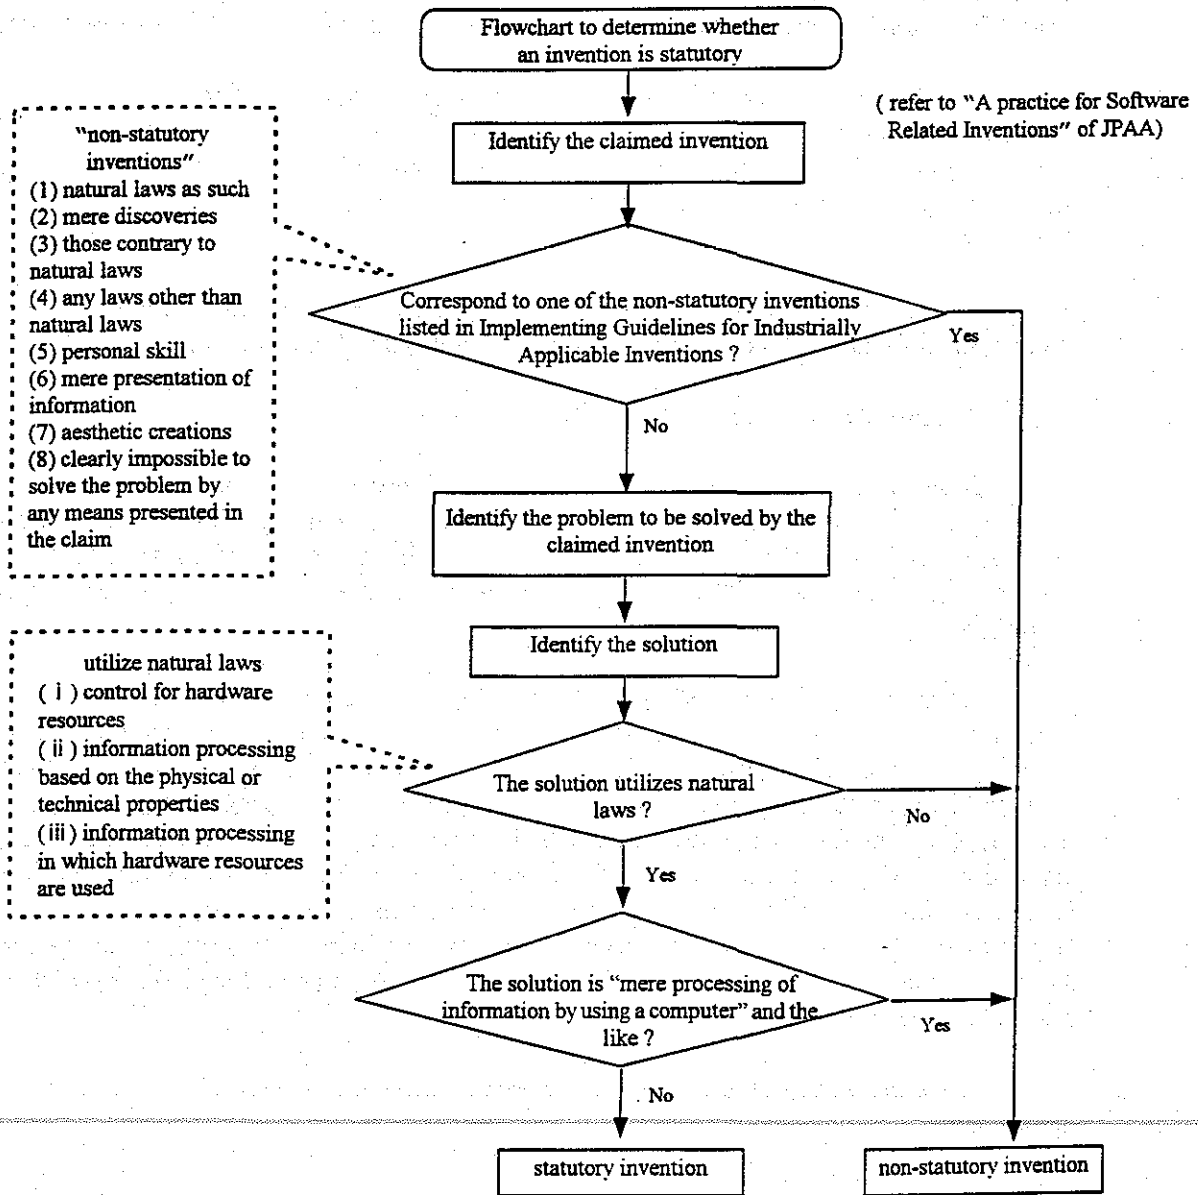 Flowchart to determine whether
an invention is statutory
( refer to “A practice for Software
Related Inventions” of JPAA)
Identify the claimed invention
“non-statutory
inventions”
(1) natural laws as such
(2) mere discoveries
(3) those contrary to
natural laws
(4) any laws other than
natural laws
(5) personal skill
(6) mere presentation of
information
(7) aesthetic creations
(8) clearly impossible to
solve the problem by
any means presented in
the claim
Correspond to one of the non-statutory inventions
listed in Implementing Guidelines for Industrially
Applicable Inventions ?
Yes
No
Identify the problem to be solved by the
claimed invention
Identify the solution
utilize natural laws
( i ) control for hardware
resources
( ii ) information processing
based on the physical or
technical properties
( iii ) information processing
in which hardware resources
are used
The solution utilizes natural
laws ?
No
Yes
The solution is “mere processing of
information by using a computer” and the
like ?
Yes
No
statutory invention
non-statutory invention